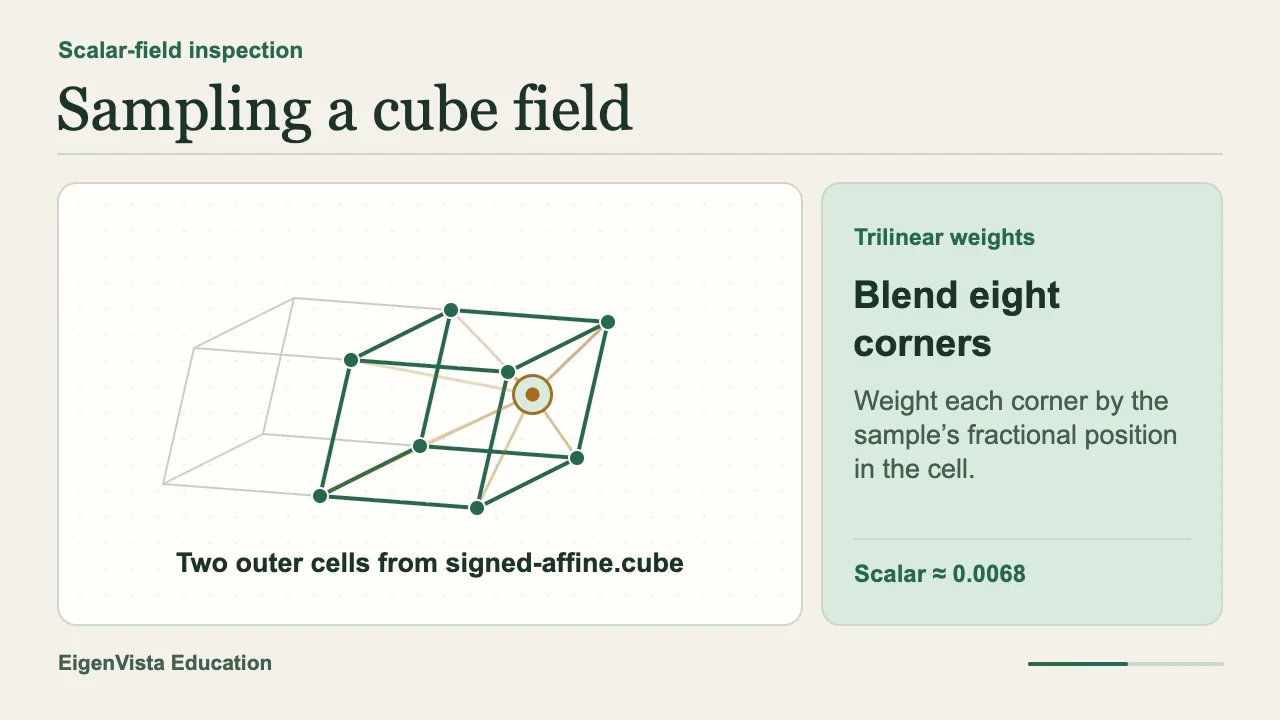 Scalar-field inspection
Sampling a cube field
Trilinear weights
Blend eight
corners
Weight each corner by the
sample’s fractional position
in the cell.
Scalar ≈ 0.0068
Two outer cells from signed-affine.cube
EigenVista Education